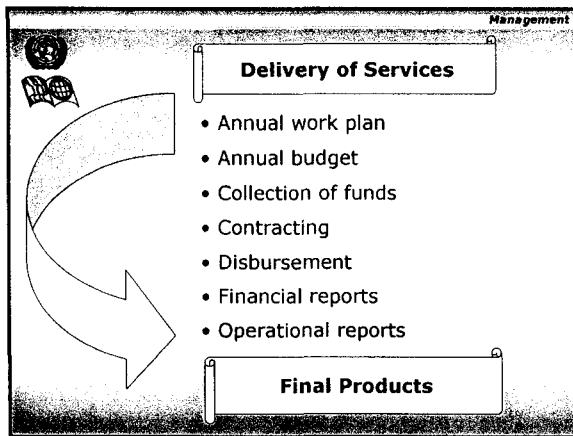 Management
Delivery of Services
• Annual work plan
• Annual budget
• Collection of funds
• Contracting
• Disbursement
• Financial reports
• Operational reports
Final Products